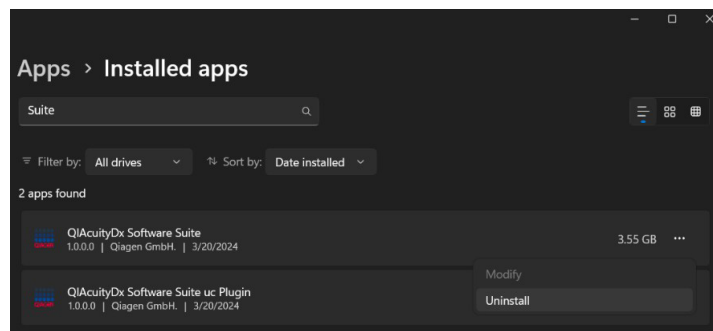 Apps > Installed apps
Suite
Filter by: All drives Sort by: Date installed
2 apps found
QIAcuityDx Software Suite
1.0.0.0 | Qiagen GmbH. | 3/20/2024
3.55 GB
Modify
QIAcuityDx Software Suite uc Plugin
1.0.0.0 | Qiagen GmbH. | 3/20/2024
Uninstall